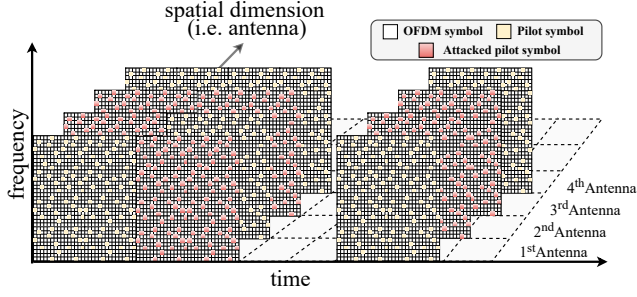 spatial dimension
(i.e. antenna)
OFDM symbol
Pilot symbol
Attacked pilot symbol
frequency
4thAntenna
3rdAntenna
2ndAntenna
1stAntenna
time